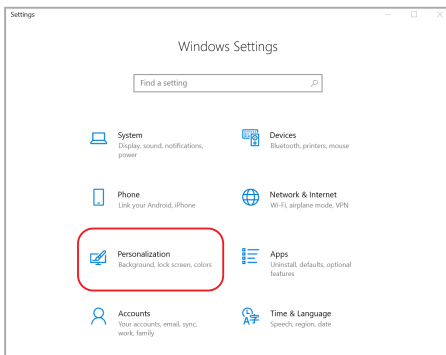 Settings
Windows Settings
Find a setting
System
Display, sound, notifications,
power
Devices
Bluetooth, printers, mouse
Phone
Link your Android, iPhone
Network & Internet
Wi-Fi, airplane mode, VPN
Personalization
Background, lock screen, colors
Apps
Uninstall, defaults, optional
features
Accounts
Your accounts, email, sync,
work, family
Time & Language
Speech, region, date